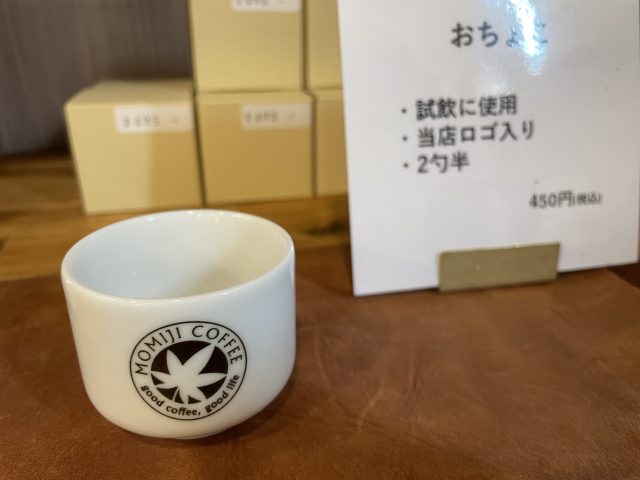 おちょこ
・試飲に使用
・当店ロゴ入り
・2勺半
450円(税込)
MOMIJI COFFEE
good coffee, good life